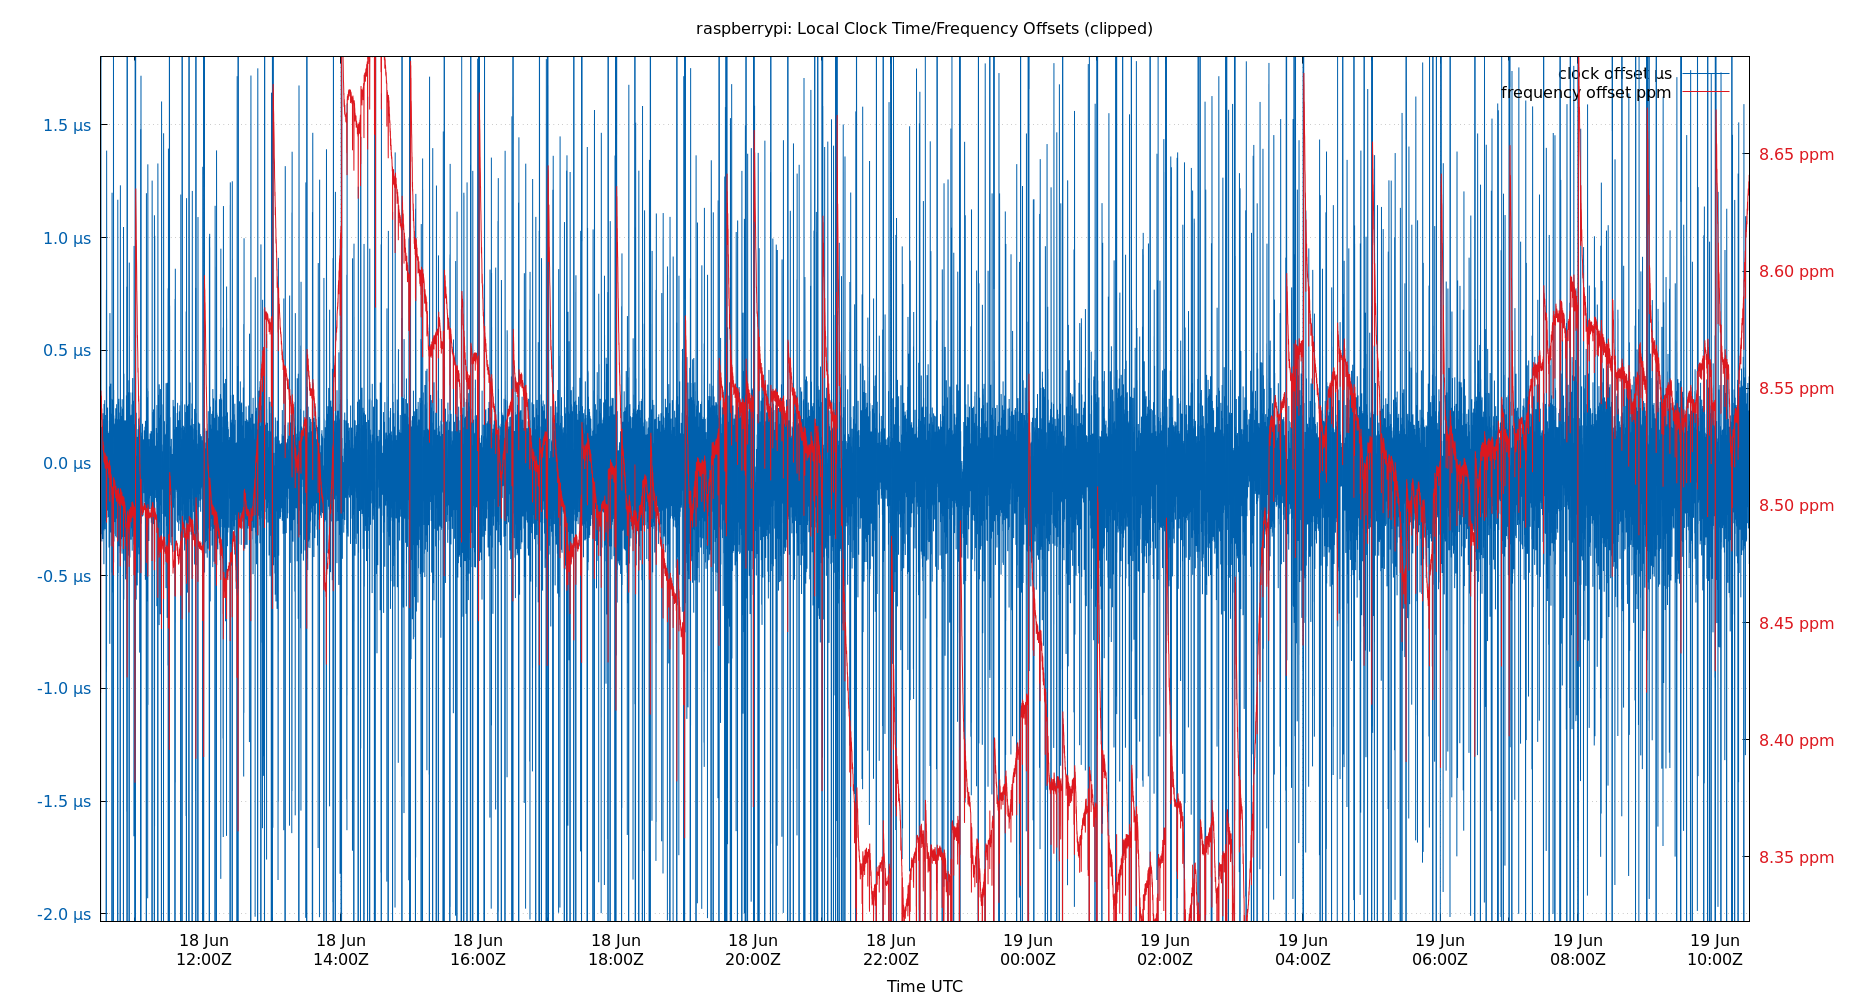 raspberrypi: Local Clock Time/Frequency Offsets (clipped)
clock offset µs
frequency offset ppm
1.5 µs
1.0 µs
0.5 µs
0.0 µs
-0.5 µs
-1.0 µs
-1.5 µs
-2.0 µs
8.65 ppm
8.60 ppm
8.55 ppm
8.50 ppm
8.45 ppm
8.40 ppm
8.35 ppm
18 Jun
12:00Z
18 Jun
14:00Z
18 Jun
16:00Z
18 Jun
18:00Z
18 Jun
20:00Z
18 Jun
22:00Z
19 Jun
00:00Z
19 Jun
02:00Z
19 Jun
04:00Z
19 Jun
06:00Z
19 Jun
08:00Z
19 Jun
10:00Z
Time UTC